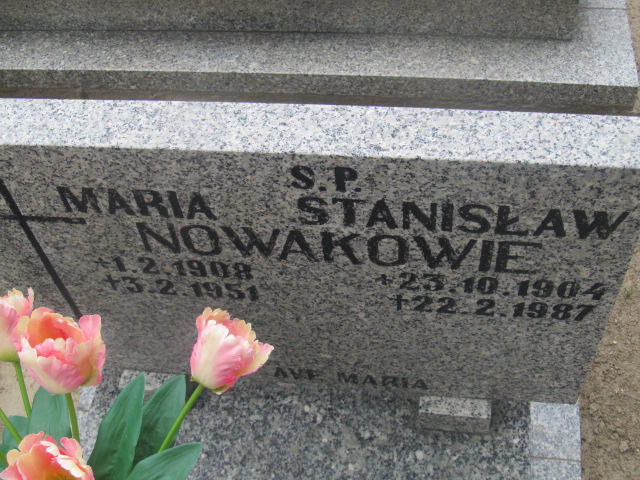 S.P.
MARIA STANISŁAW
NOWAKOWIE
+1.2.1908 +23.10.1904
+3.2.1951 +22.2.1987
AVE MARIA